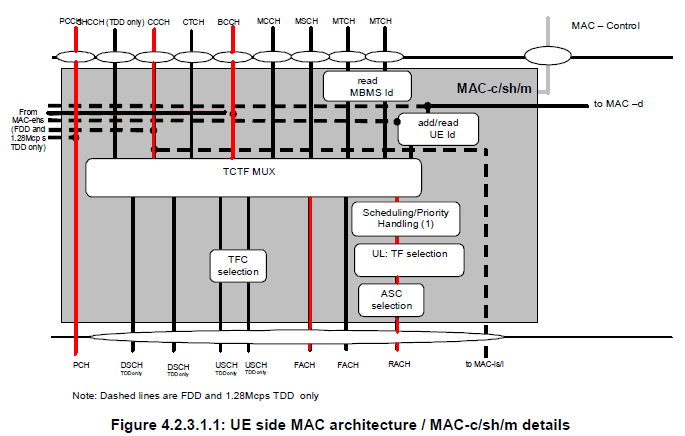 PCCH SHCCH (TDD only) CCCH CTCH BCCH MCCH MSCH MTCH MTCH
MAC – Control
read
MBMS Id
MAC-c/sh/m
From
MAC-ehs
(FDD and
1.28Mcp s
TDD only)
to MAC –d
add/read
UE Id
TCTF MUX
Scheduling/Priority
Handling (1)
UL: TF selection
TFC
selection
ASC
selection
PCH DSCH DSCH USCH USCH FACH FACH RACH to MAC-is/i
TDD only TDD only TDD only TDD only
Note: Dashed lines are FDD and 1.28Mcps TDD only
Figure 4.2.3.1.1: UE side MAC architecture / MAC-c/sh/m details